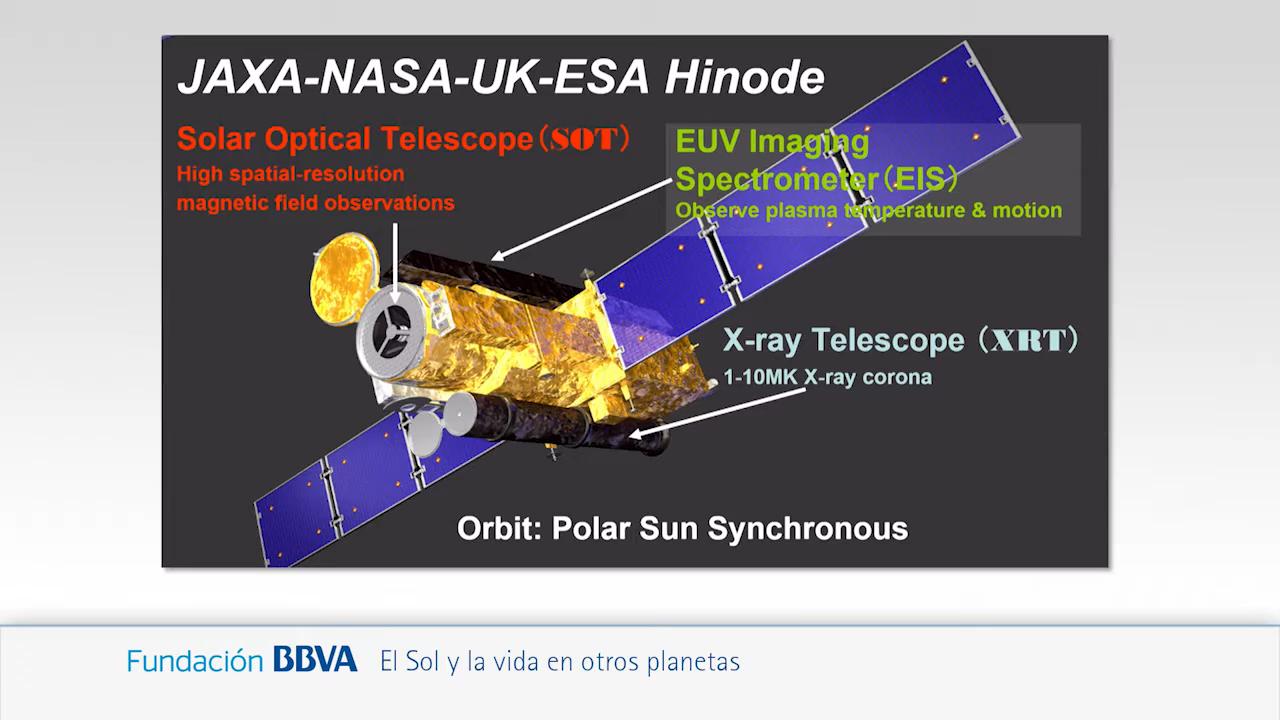 JAXA-NASA-UK-ESA Hinode
Solar Optical Telescope（SOT）
High spatial-resolution
magnetic field observations
EUV Imaging
Spectrometer（EIS）
Observe plasma temperature & motion
X-ray Telescope （XRT）
1-10MK X-ray corona
Orbit: Polar Sun Synchronous
Fundación BBVA El Sol y la vida en otros planetas